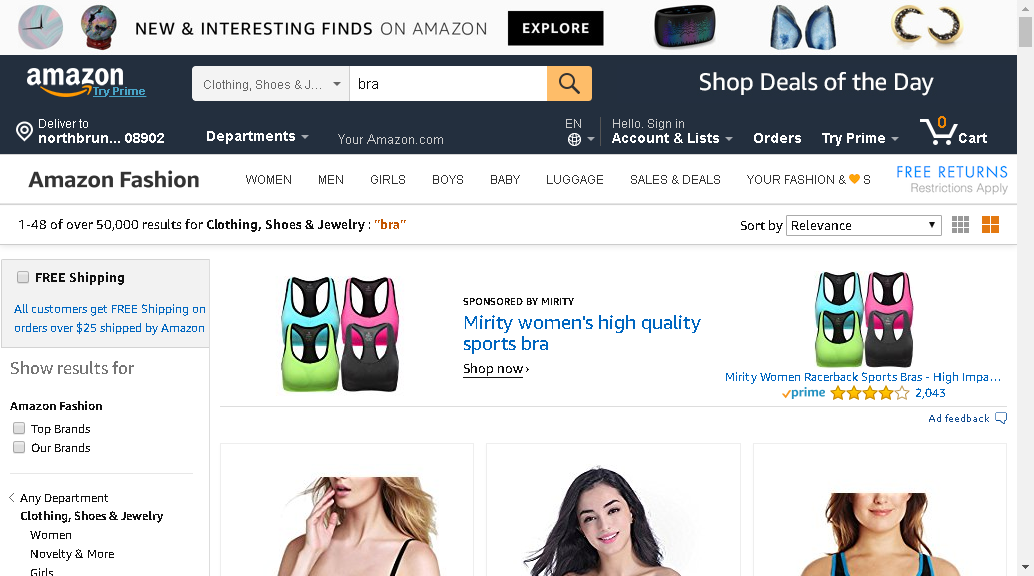 NEW & INTERESTING FINDS ON AMAZON EXPLORE
amazon
Try Prime
Clothing, Shoes & J...
bra
Shop Deals of the Day
Deliver to
northbrun... 08902
Departments
Your Amazon.com
EN
Hello. Sign in
Account & Lists
Orders
Try Prime
0
Cart
Amazon Fashion
WOMEN MEN GIRLS BOYS BABY LUGGAGE SALES & DEALS YOUR FASHION & S
FREE RETURNS
Restrictions Apply
1-48 of over 50,000 results for Clothing, Shoes & Jewelry : "bra"
Sort by Relevance
FREE Shipping
All customers get FREE Shipping on
orders over $25 shipped by Amazon
Show results for
Amazon Fashion
Top Brands
Our Brands
Any Department
Clothing, Shoes & Jewelry
Women
Novelty & More
Girls
SPONSORED BY MIRITY
Mirity women's high quality
sports bra
Shop now ›
Mirity Women Racerback Sports Bras - High Impa...
prime 2,043
Ad feedback